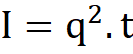 I = q². t